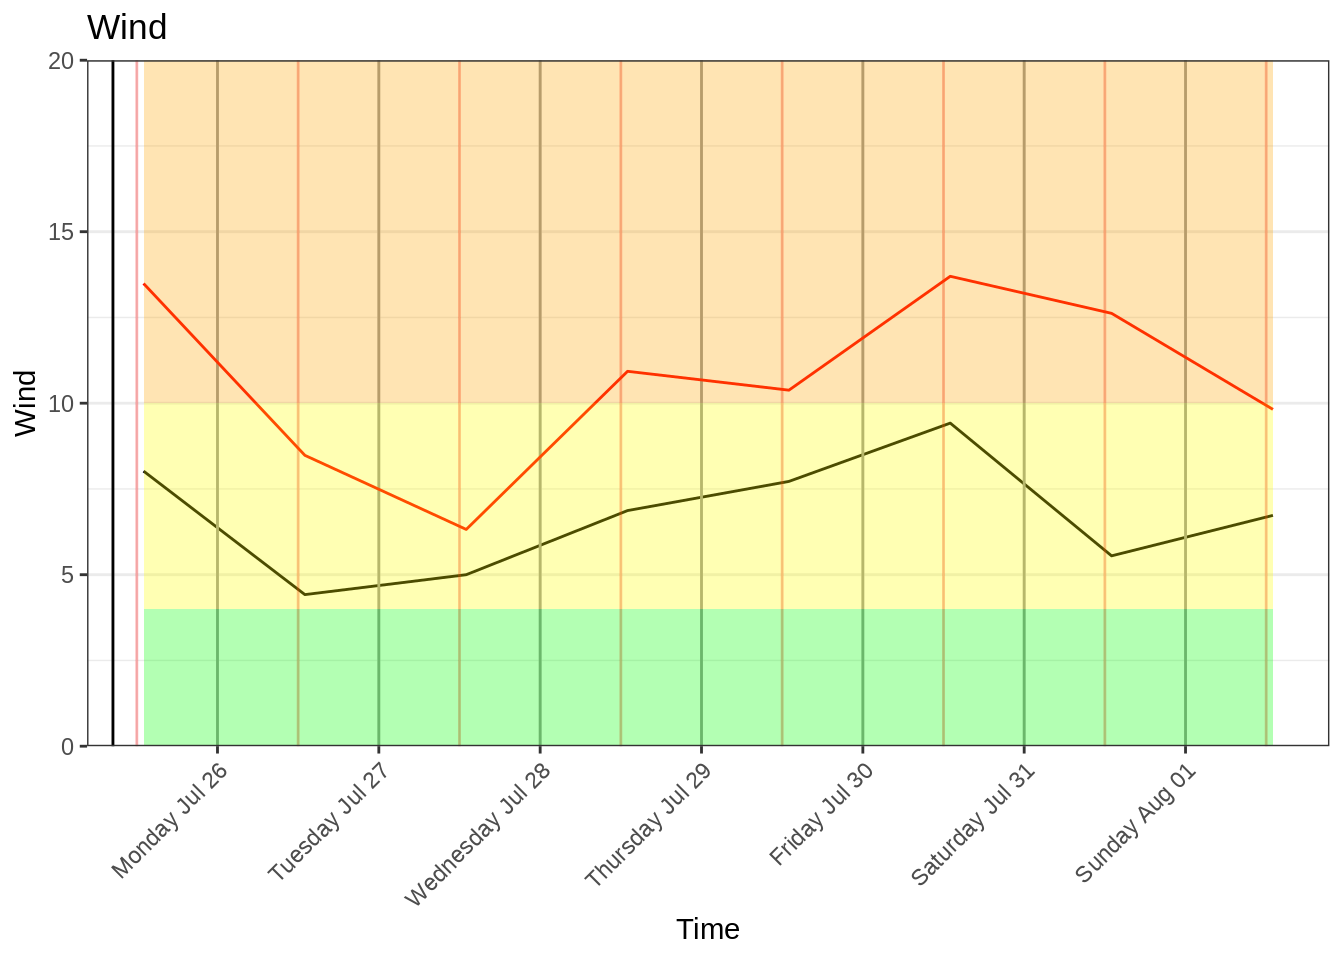 Wind
20
15
10
5
0
Wind
Monday Jul 26
Tuesday Jul 27
Wednesday Jul 28
Thursday Jul 29
Friday Jul 30
Saturday Jul 31
Sunday Aug 01
Time